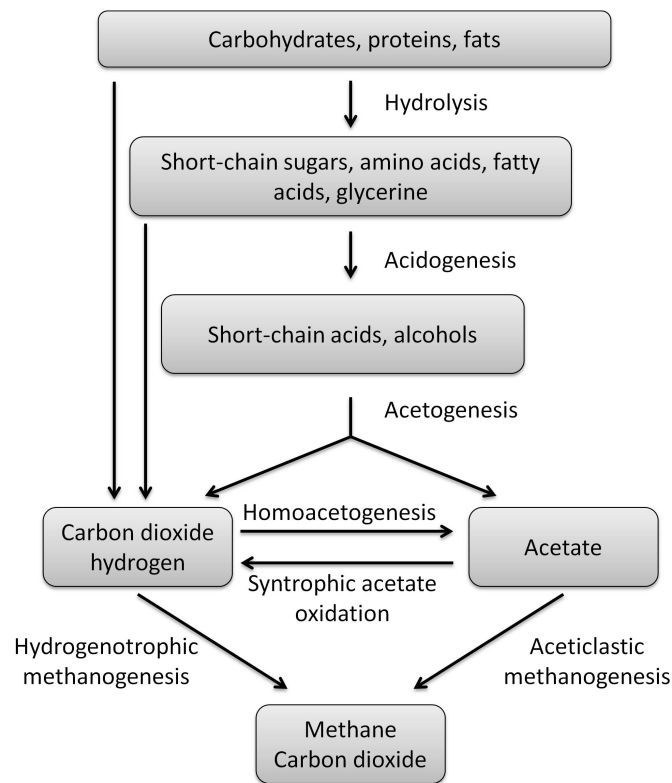 Carbohydrates, proteins, fats
Hydrolysis
Short-chain sugars, amino acids, fatty
acids, glycerine
Acidogenesis
Short-chain acids, alcohols
Acetogenesis
Carbon dioxide
hydrogen
Homoacetogenesis
Syntrophic acetate
oxidation
Acetate
Hydrogenotrophic
methanogenesis
Aceticlastic
methanogenesis
Methane
Carbon dioxide